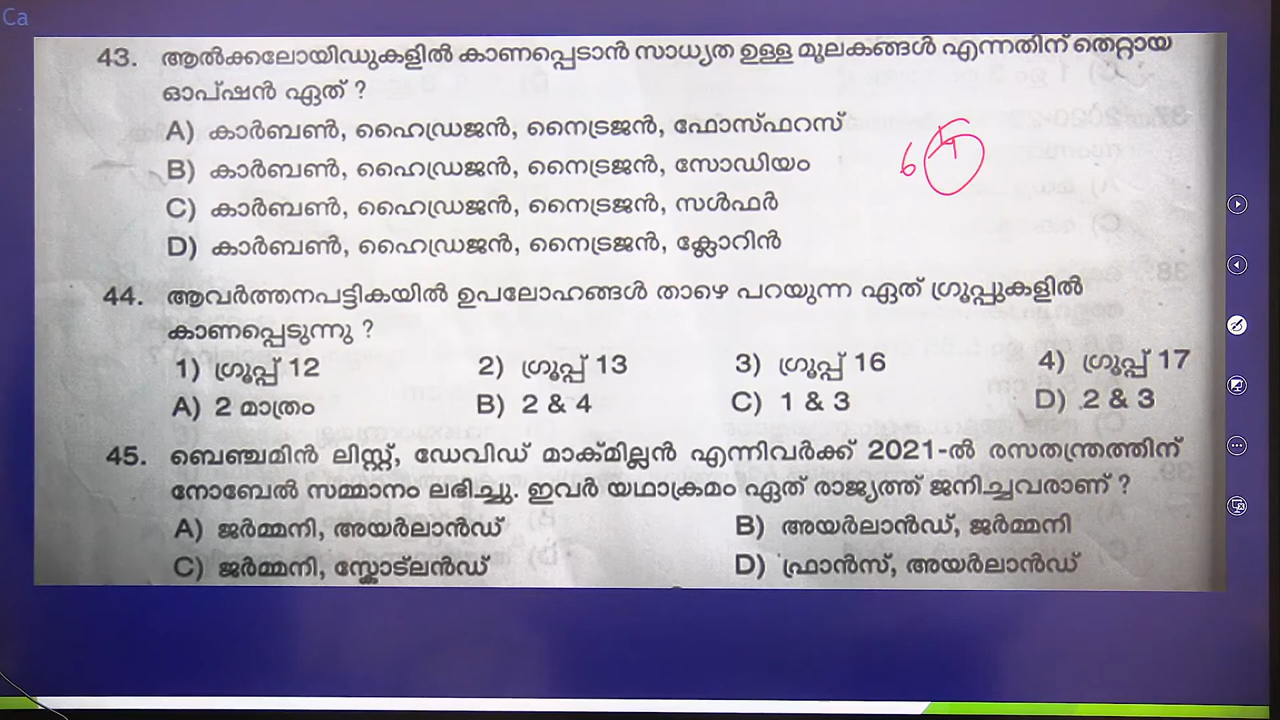 Ca
43. ആൽക്കലോയിഡുകളിൽ കാണപ്പെടാൻ സാധ്യത ഉള്ള മൂലകങ്ങൾ എന്നതിന് തെറ്റായ
ഓപ്ഷൻ ഏത് ?
A) കാർബൺ, ഹൈഡ്രജൻ, നൈട്രജൻ, ഫോസ്ഫറസ്
B) കാർബൺ, ഹൈഡ്രജൻ, നൈട്രജൻ, സോഡിയം
C) കാർബൺ, ഹൈഡ്രജൻ, നൈട്രജൻ, സൾഫർ
D) കാർബൺ, ഹൈഡ്രജൻ, നൈട്രജൻ, ക്ലോറിൻ
44. ആവർത്തനപട്ടികയിൽ ഉപലോഹങ്ങൾ താഴെ പറയുന്ന ഏത് ഗ്രൂപ്പുകളിൽ
കാണപ്പെടുന്നു ?
1) ഗ്രൂപ്പ് 12 2) ഗ്രൂപ്പ് 13 3) ഗ്രൂപ്പ് 16 4) ഗ്രൂപ്പ് 17
A) 2 മാത്രം B) 2 & 4 C) 1 & 3 D) 2 & 3
45. ബെഞ്ചമിൻ ലിസ്റ്റ്, ഡേവിഡ് മാക്മില്ലൻ എന്നിവർക്ക് 2021-ൽ രസതന്ത്രത്തിന്
നോബേൽ സമ്മാനം ലഭിച്ചു. ഇവർ യഥാക്രമം ഏത് രാജ്യത്ത് ജനിച്ചവരാണ് ?
A) ജർമ്മനി, അയർലാൻഡ് B) അയർലാൻഡ്, ജർമ്മനി
C) ജർമ്മനി, സ്കോട്ലൻഡ് D) ഫ്രാൻസ്, അയർലാൻഡ്